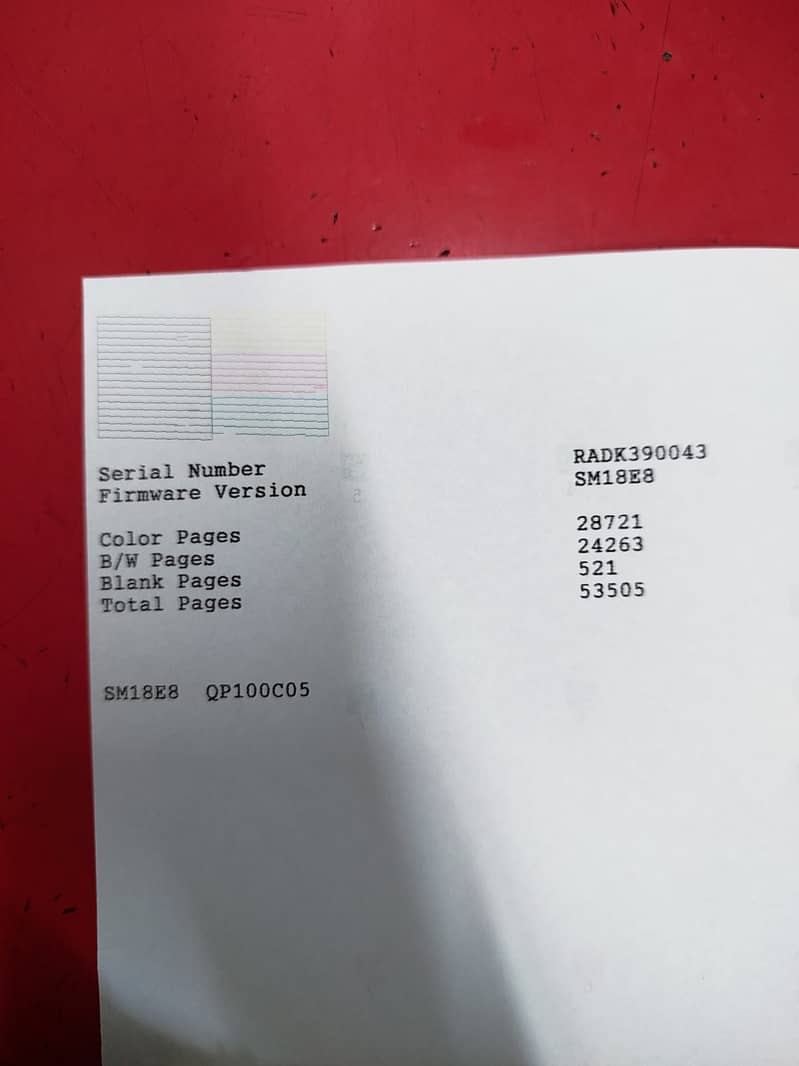 Serial Number RADK390043
Firmware Version SM18E8
Color Pages 28721
B/W Pages 24263
Blank Pages 521
Total Pages 53505
SM18E8 QP100C05